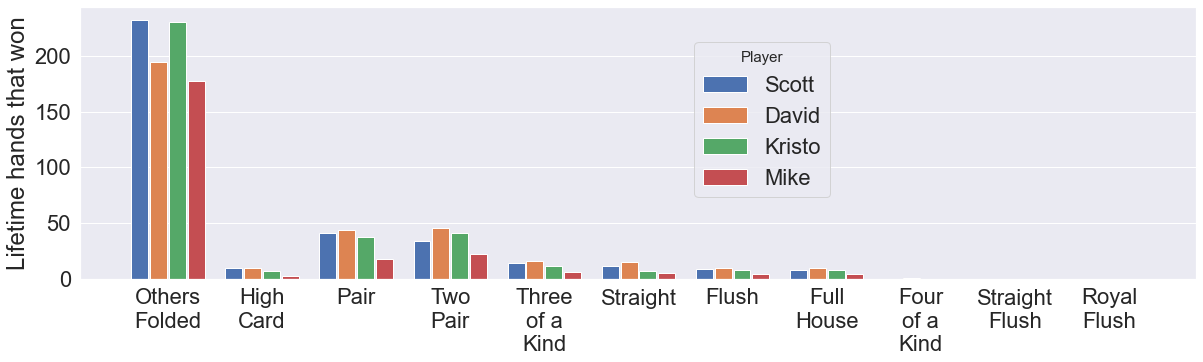 Lifetime hands that won
200
150
100
50
0
Player
Scott
David
Kristo
Mike
Others
Folded
High
Card
Pair
Two
Pair
Three
of a
Kind
Straight
Flush
Full
House
Four
of a
Kind
Straight
Flush
Royal
Flush